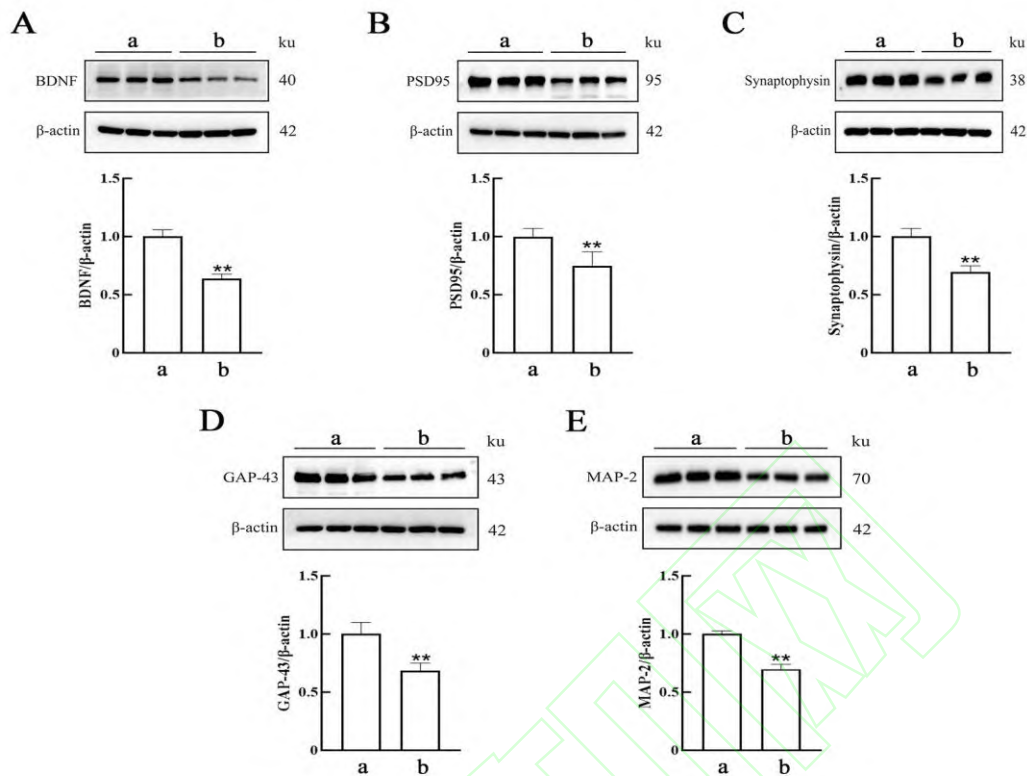 A
a b ku
BDNF 40
β-actin 42
BDNF/β-actin
1.5
1.0
0.5
0
**
a b
B
a b ku
PSD95 95
β-actin 42
PSD95/β-actin
1.5
1.0
0.5
0
**
a b
C
a b ku
Synaptophysin 38
β-actin 42
Synaptophysin/β-actin
1.5
1.0
0.5
0
**
a b
D
a b ku
GAP-43 43
β-actin 42
GAP-43/β-actin
1.5
1.0
0.5
0
**
a b
E
a b ku
MAP-2 70
β-actin 42
MAP-2/β-actin
1.5
1.0
0.5
0
**
a b